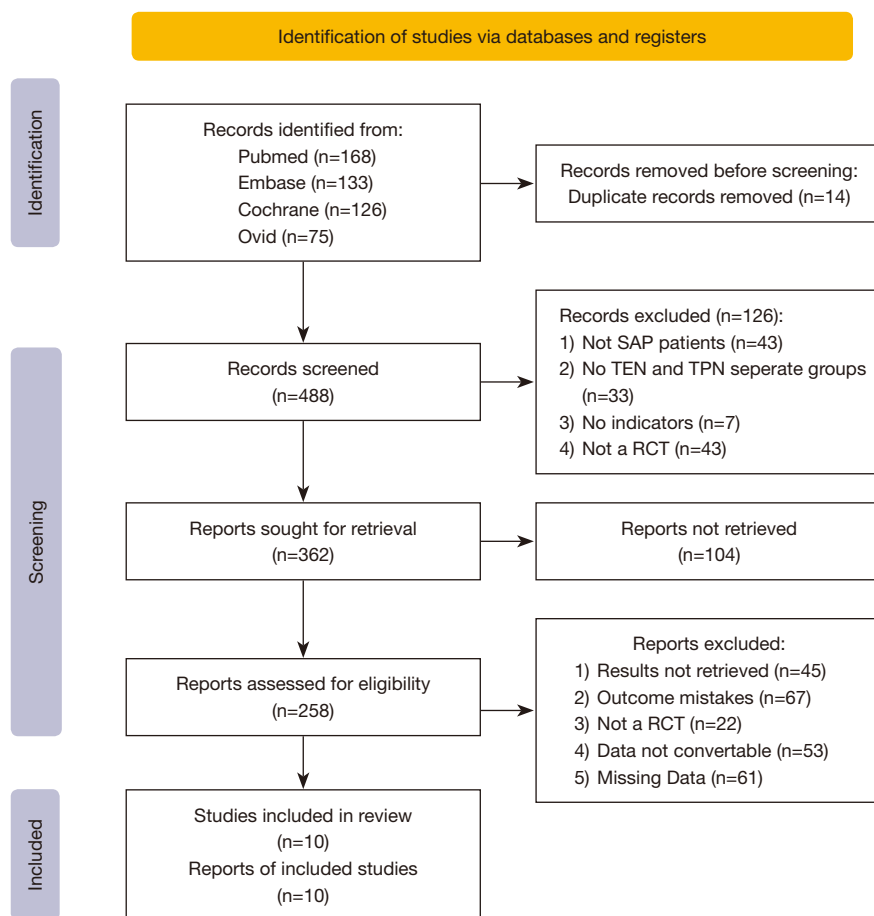 Identification of studies via databases and registers
Identification
Records identified from:
Pubmed (n=168)
Embase (n=133)
Cochrane (n=126)
Ovid (n=75)
Records removed before screening:
Duplicate records removed (n=14)
Screening
Records screened
(n=488)
Records excluded (n=126):
1) Not SAP patients (n=43)
2) No TEN and TPN seperate groups
(n=33)
3) No indicators (n=7)
4) Not a RCT (n=43)
Reports sought for retrieval
(n=362)
Reports not retrieved
(n=104)
Reports assessed for eligibility
(n=258)
Reports excluded:
1) Results not retrieved (n=45)
2) Outcome mistakes (n=67)
3) Not a RCT (n=22)
4) Data not convertable (n=53)
5) Missing Data (n=61)
Included
Studies included in review
(n=10)
Reports of included studies
(n=10)